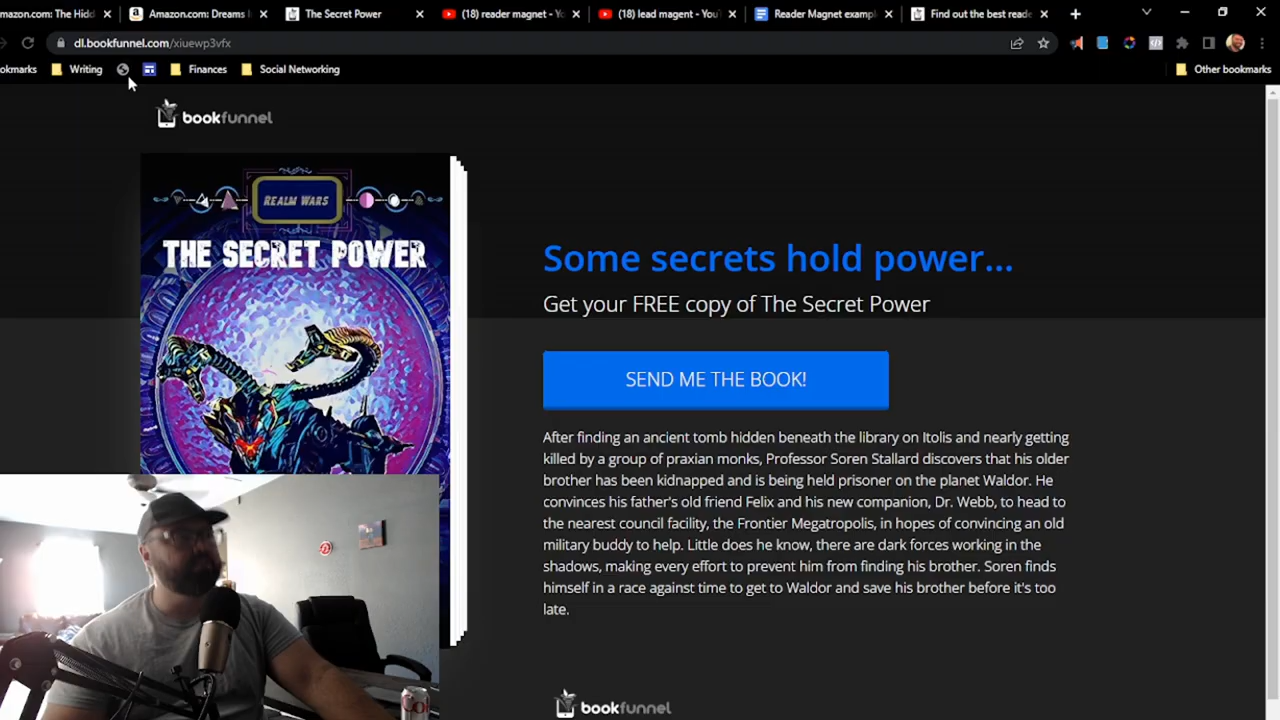 Amazon.com: The Hidd
Amazon.com: Dreams I
The Secret Power
(18) reader magnet - Yo
(18) lead magent - You
Reader Magnet exampl
Find out the best reade
dl.bookfunnel.com/xiuewp3vfx
okmarks
Writing
Finances
Social Networking
Other bookmarks
bookfunnel
REALM WARS
THE SECRET POWER
Some secrets hold power...
Get your FREE copy of The Secret Power
SEND ME THE BOOK!
After finding an ancient tomb hidden beneath the library on Itolis and nearly getting
killed by a group of praxian monks, Professor Soren Stallard discovers that his older
brother has been kidnapped and is being held prisoner on the planet Waldor. He
convinces his father's old friend Felix and his new companion, Dr. Webb, to head to
the nearest council facility, the Frontier Megatropolis, in hopes of convincing an old
military buddy to help. Little does he know, there are dark forces working in the
shadows, making every effort to prevent him from finding his brother. Soren finds
himself in a race against time to get to Waldor and save his brother before it's too
late.
bookfunnel